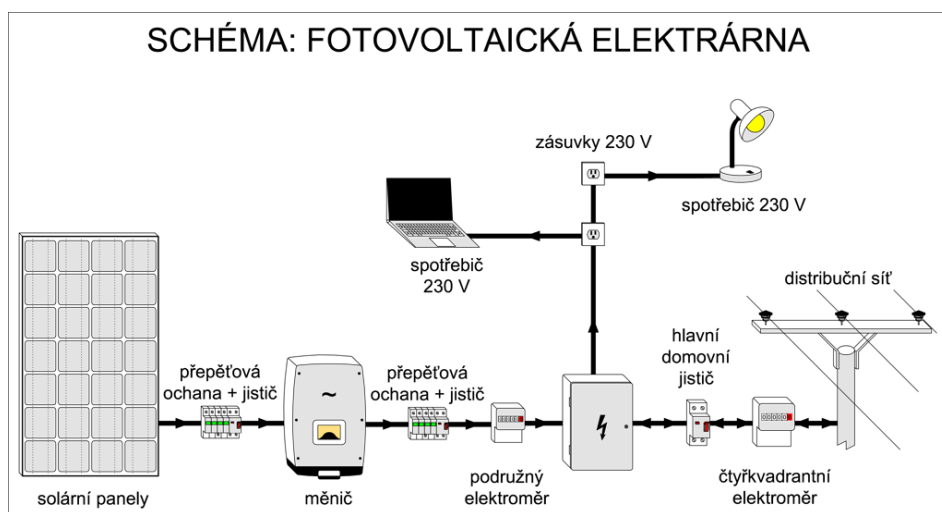 SCHÉMA: FOTOVOLTAICKÁ ELEKTRÁRNA
zásuvky 230 V
spotřebič 230 V
spotřebič
230 V
distribuční síť
hlavní
domovní
jistič
přepěťová
ochana + jistič
přepěťová
ochana + jistič
solární panely
měnič
podružný
elektroměr
čtyřkvadrantní
elektroměr